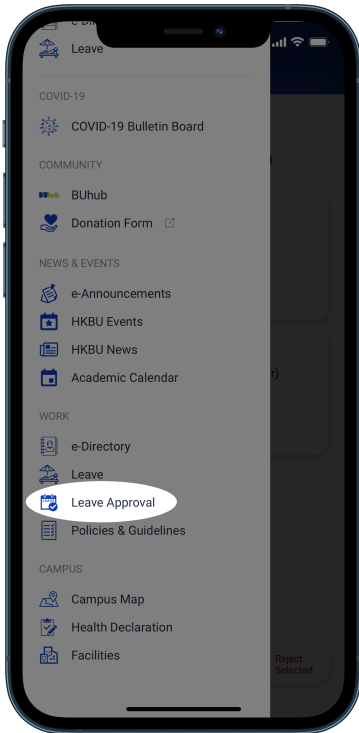 Leave
COVID-19
COVID-19 Bulletin Board
COMMUNITY
BUhub BUhub
Donation Form
NEWS & EVENTS
e-Announcements
HKBU Events
HKBU News
Academic Calendar
r)
WORK
e-Directory
Leave
Leave Approval
Policies & Guidelines
CAMPUS
Campus Map
Health Declaration
Facilities
Reject
Selected